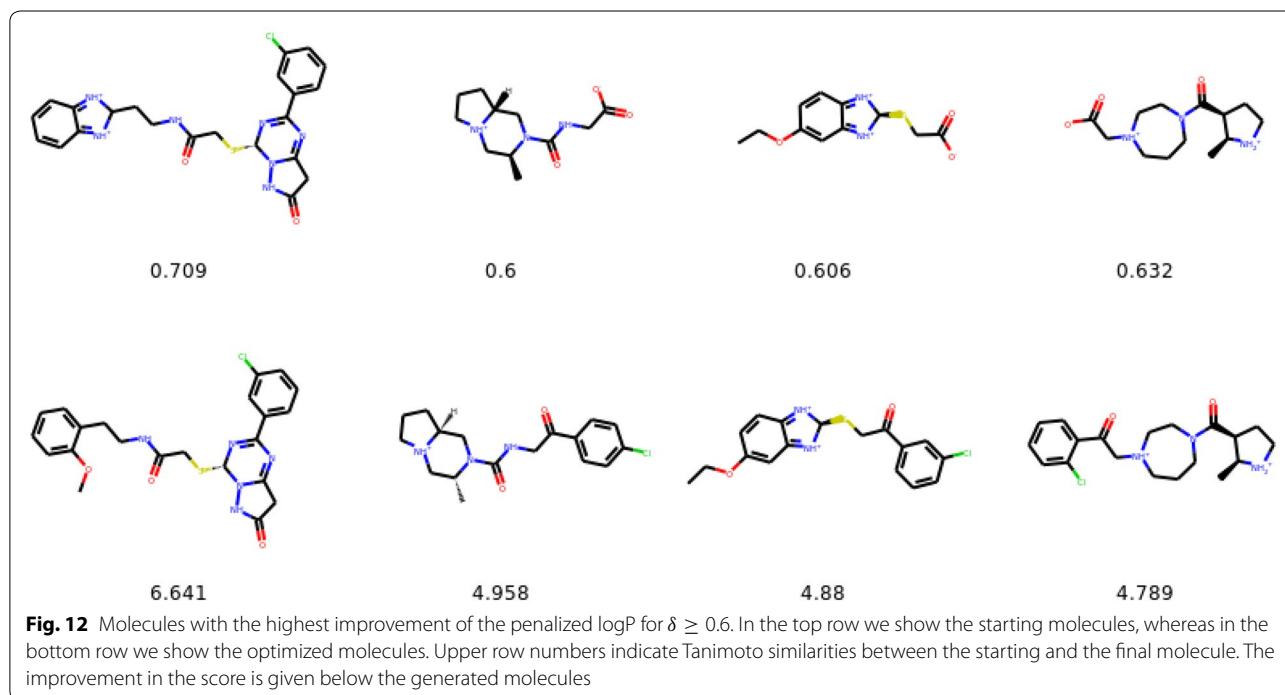 0.709 0.6 0.606 0.632
6.641 4.958 4.88 4.789
Fig. 12 Molecules with the highest improvement of the penalized logP for δ ≥ 0.6. In the top row we show the starting molecules, whereas in the
bottom row we show the optimized molecules. Upper row numbers indicate Tanimoto similarities between the starting and the final molecule. The
improvement in the score is given below the generated molecules